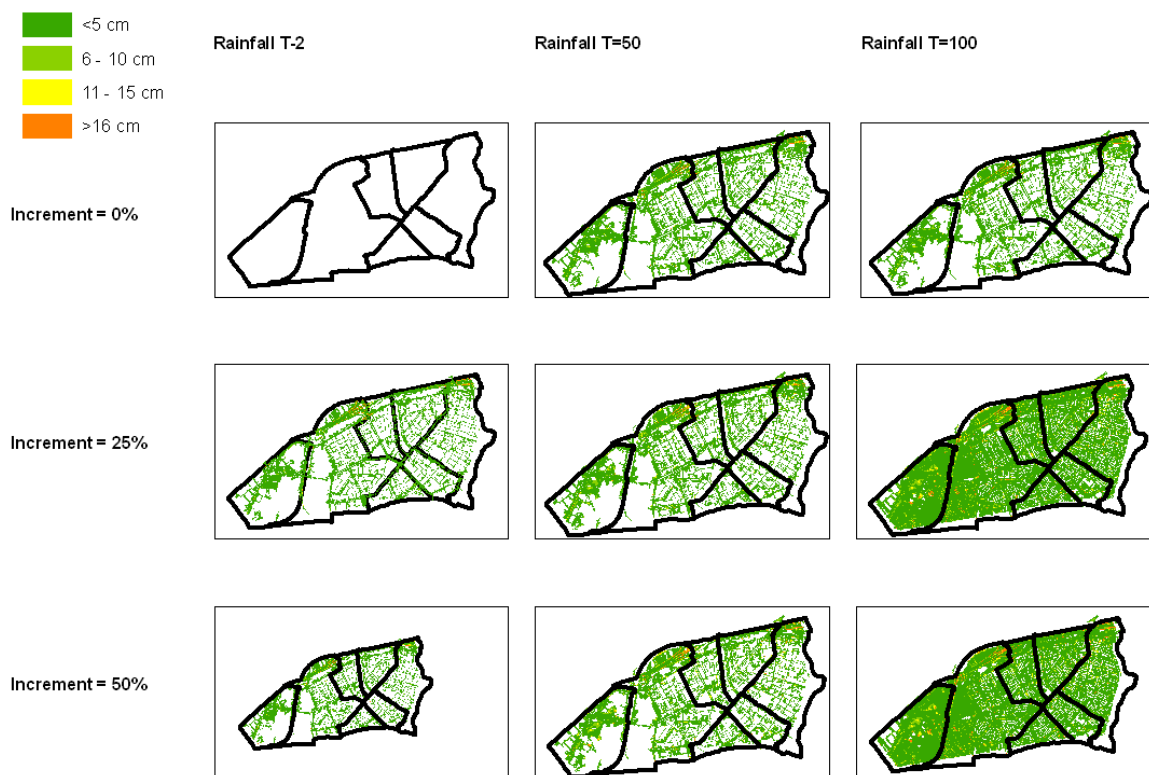 <5 cm
6 - 10 cm
11 - 15 cm
>16 cm
Rainfall T-2
Rainfall T=50
Rainfall T=100
Increment = 0%
Increment = 25%
Increment = 50%